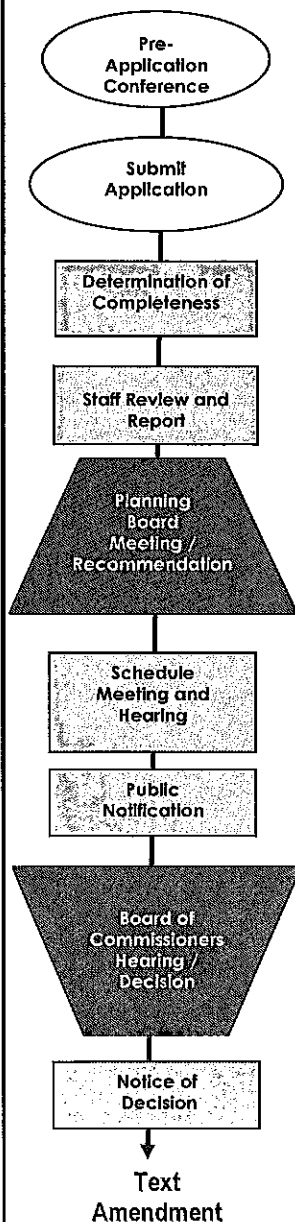 Pre-
Application
Conference
Submit
Application
Determination of
Completeness
Staff Review and
Report
Planning
Board
Meeting /
Recommendation
Schedule
Meeting and
Hearing
Public
Notification
Board of
Commissioners
Hearing /
Decision
Notice of
Decision
Text
Amendment